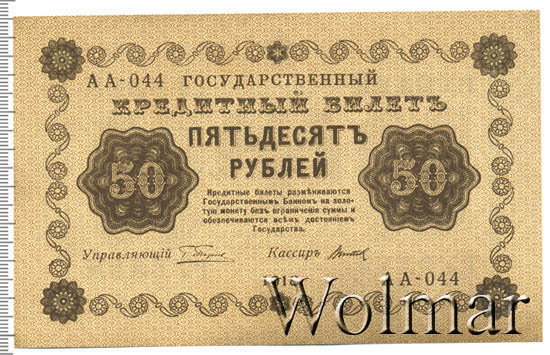 АА-044 ГОСУДАРСТВЕННЫЙ
КРЕДИТНЫЙ БИЛЕТЪ
ПЯТЬДЕСЯТЪ
РУБЛЕЙ
50 50
Кредитные билеты размѣниваются
Государственнымъ Банкомъ на золо-
тую монету безъ ограниченія суммы и
обезпечиваются всѣмъ достояніемъ
Государства.
Управляющій
Кассиръ
1918
АА-044
Wolmar